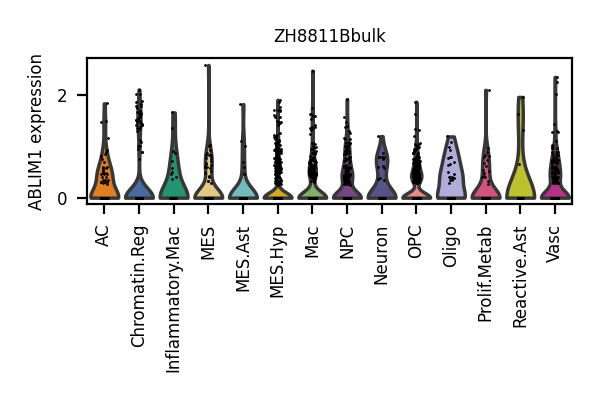 ZH8811Bbulk
ABLIM1 expression
2
0
AC
Chromatin.Reg
Inflammatory.Mac
MES
MES.Ast
MES.Hyp
Mac
NPC
Neuron
OPC
Oligo
Prolif.Metab
Reactive.Ast
Vasc